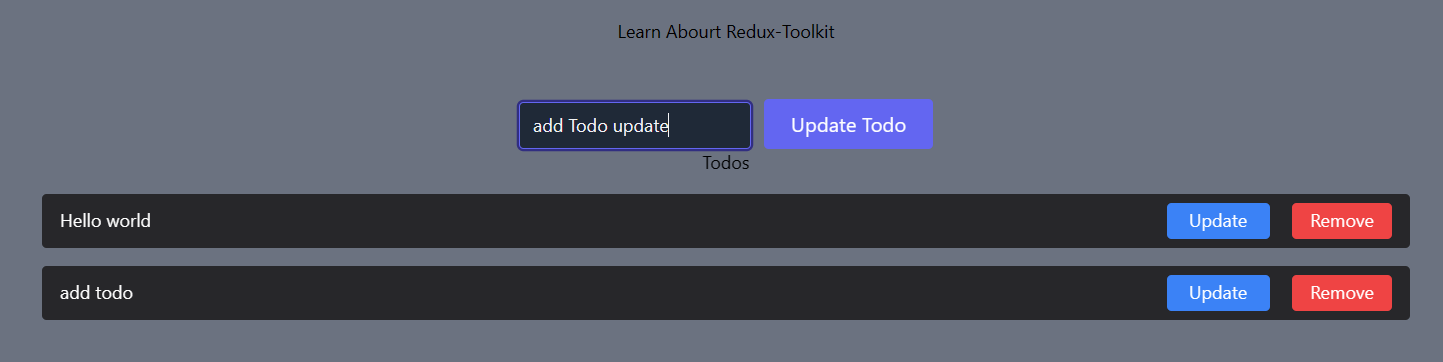 Learn Abourt Redux-Toolkit
add Todo update Update Todo
Todos
Hello world Update Remove
add todo Update Remove